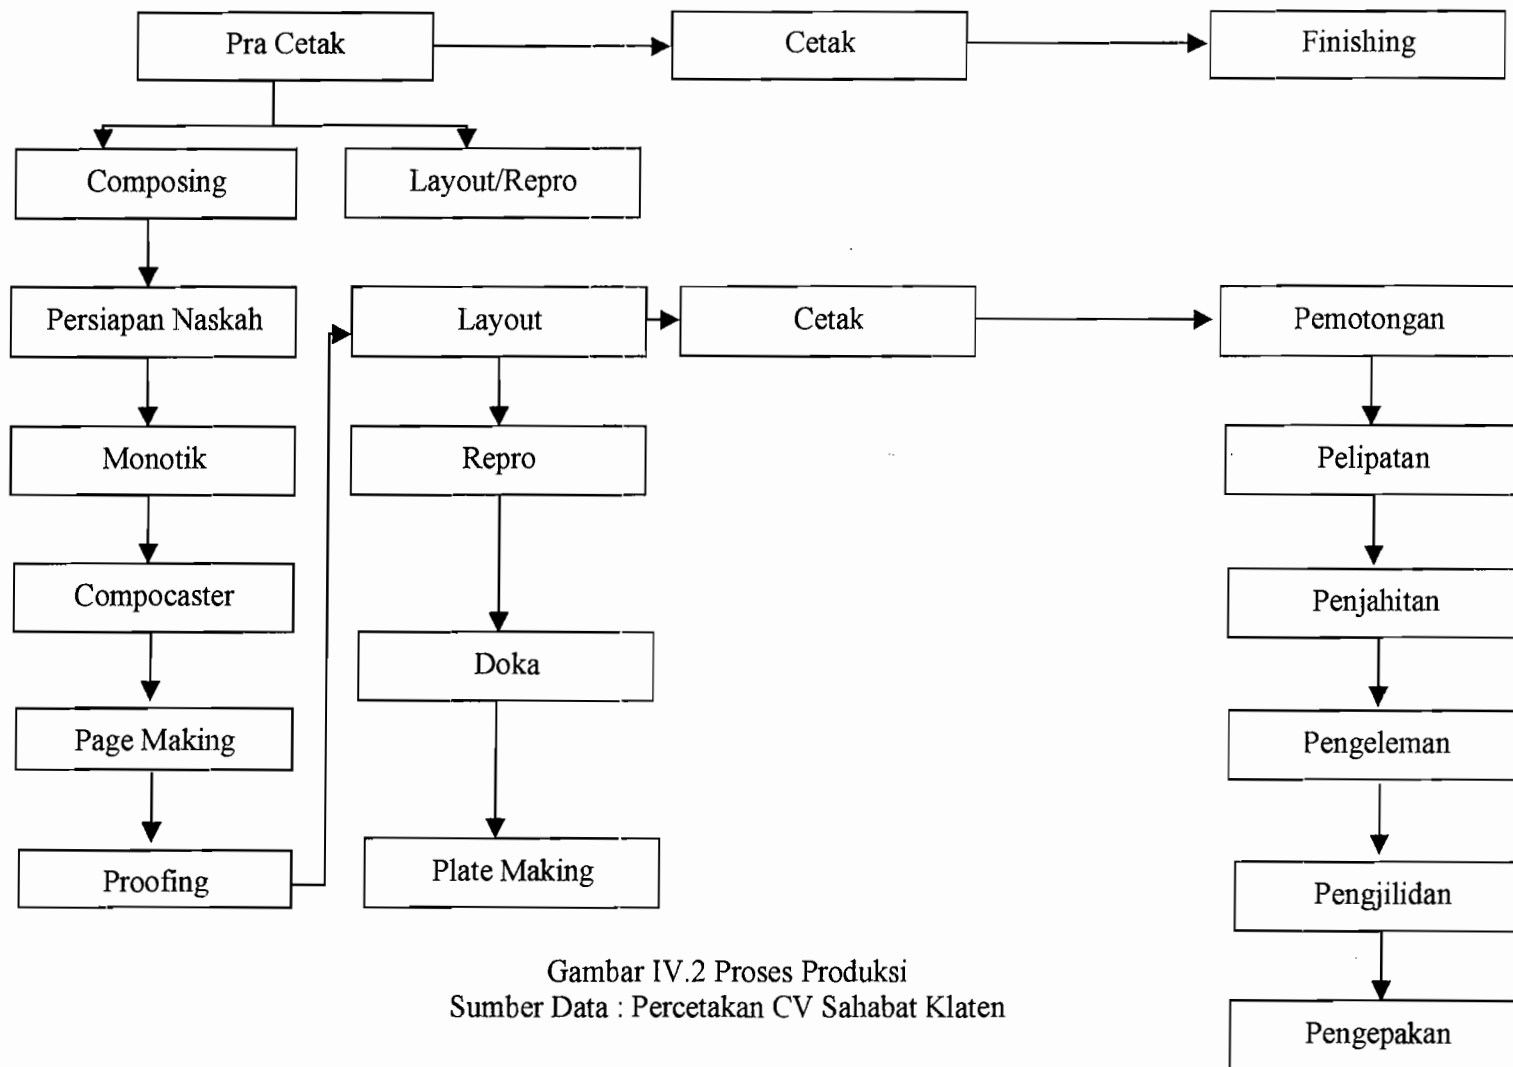 Pra Cetak
Cetak
Finishing
Composing
Layout/Repro
Persiapan Naskah
Layout
Cetak
Pemotongan
Monotik
Repro
Pelipatan
Compocaster
Penjahitan
Doka
Page Making
Pengeleman
Proofing
Plate Making
Pengjilidan
Gambar IV.2 Proses Produksi
Sumber Data : Percetakan CV Sahabat Klaten
Pengepakan